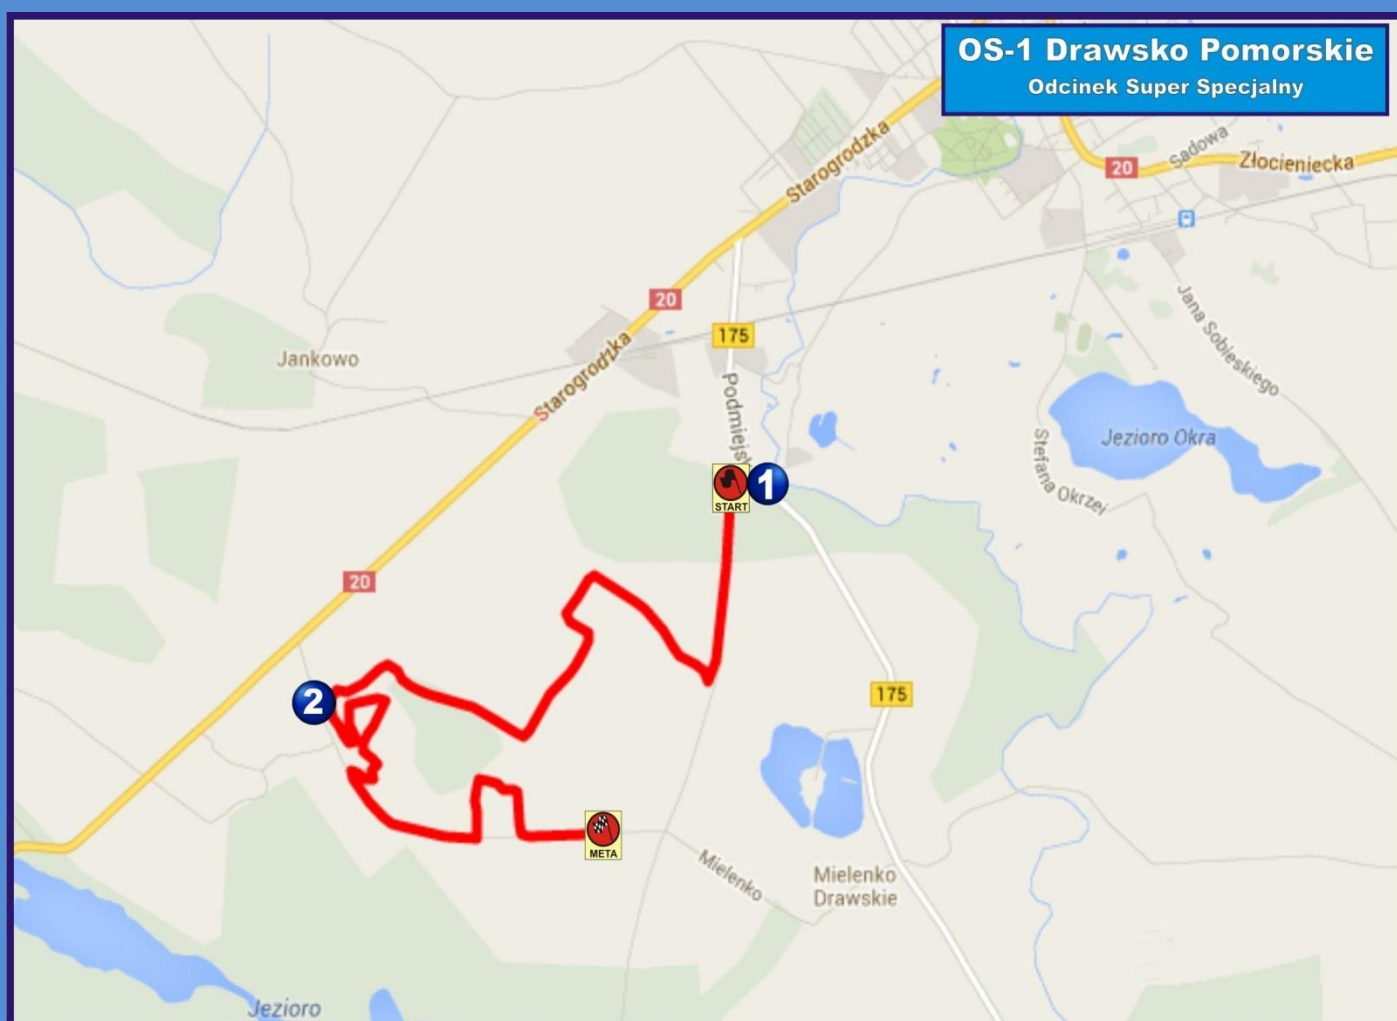 OS-1 Drawsko Pomorskie
Odcinek Super Specjalny
Starogrodzka
20
Sadowa
Złocieniecka
20
175
Jankowo
Starogrodzka
Jana Sobieskiego
Podmiejsk
Jezioro Okra
Stefana Okrzei
START
1
20
2
175
META
Mielenko
Mielenko
Drawskie
Jezioro